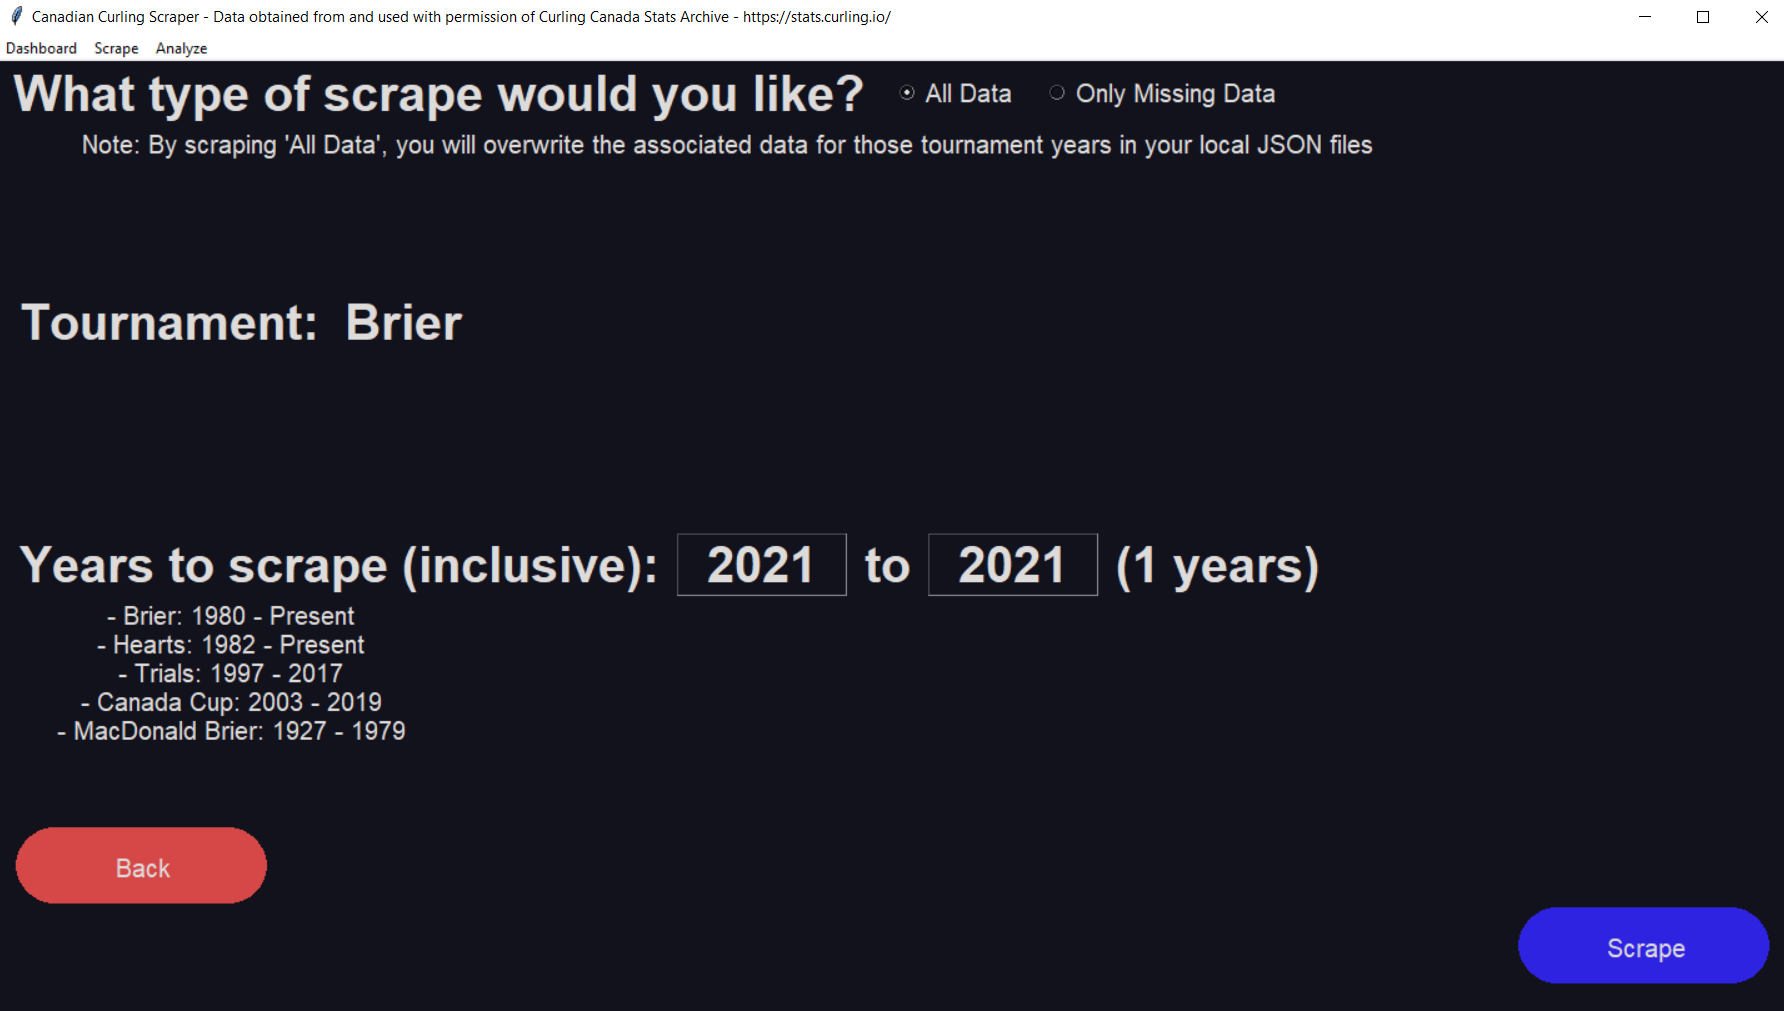 Canadian Curling Scraper - Data obtained from and used with permission of Curling Canada Stats Archive - https://stats.curling.io/
Dashboard Scrape Analyze
What type of scrape would you like? All Data Only Missing Data
Note: By scraping 'All Data', you will overwrite the associated data for those tournament years in your local JSON files
Tournament: Brier
Years to scrape (inclusive): 2021 to 2021 (1 years)
- Brier: 1980 - Present
- Hearts: 1982 - Present
- Trials: 1997 - 2017
- Canada Cup: 2003 - 2019
- MacDonald Brier: 1927 - 1979
Back
Scrape